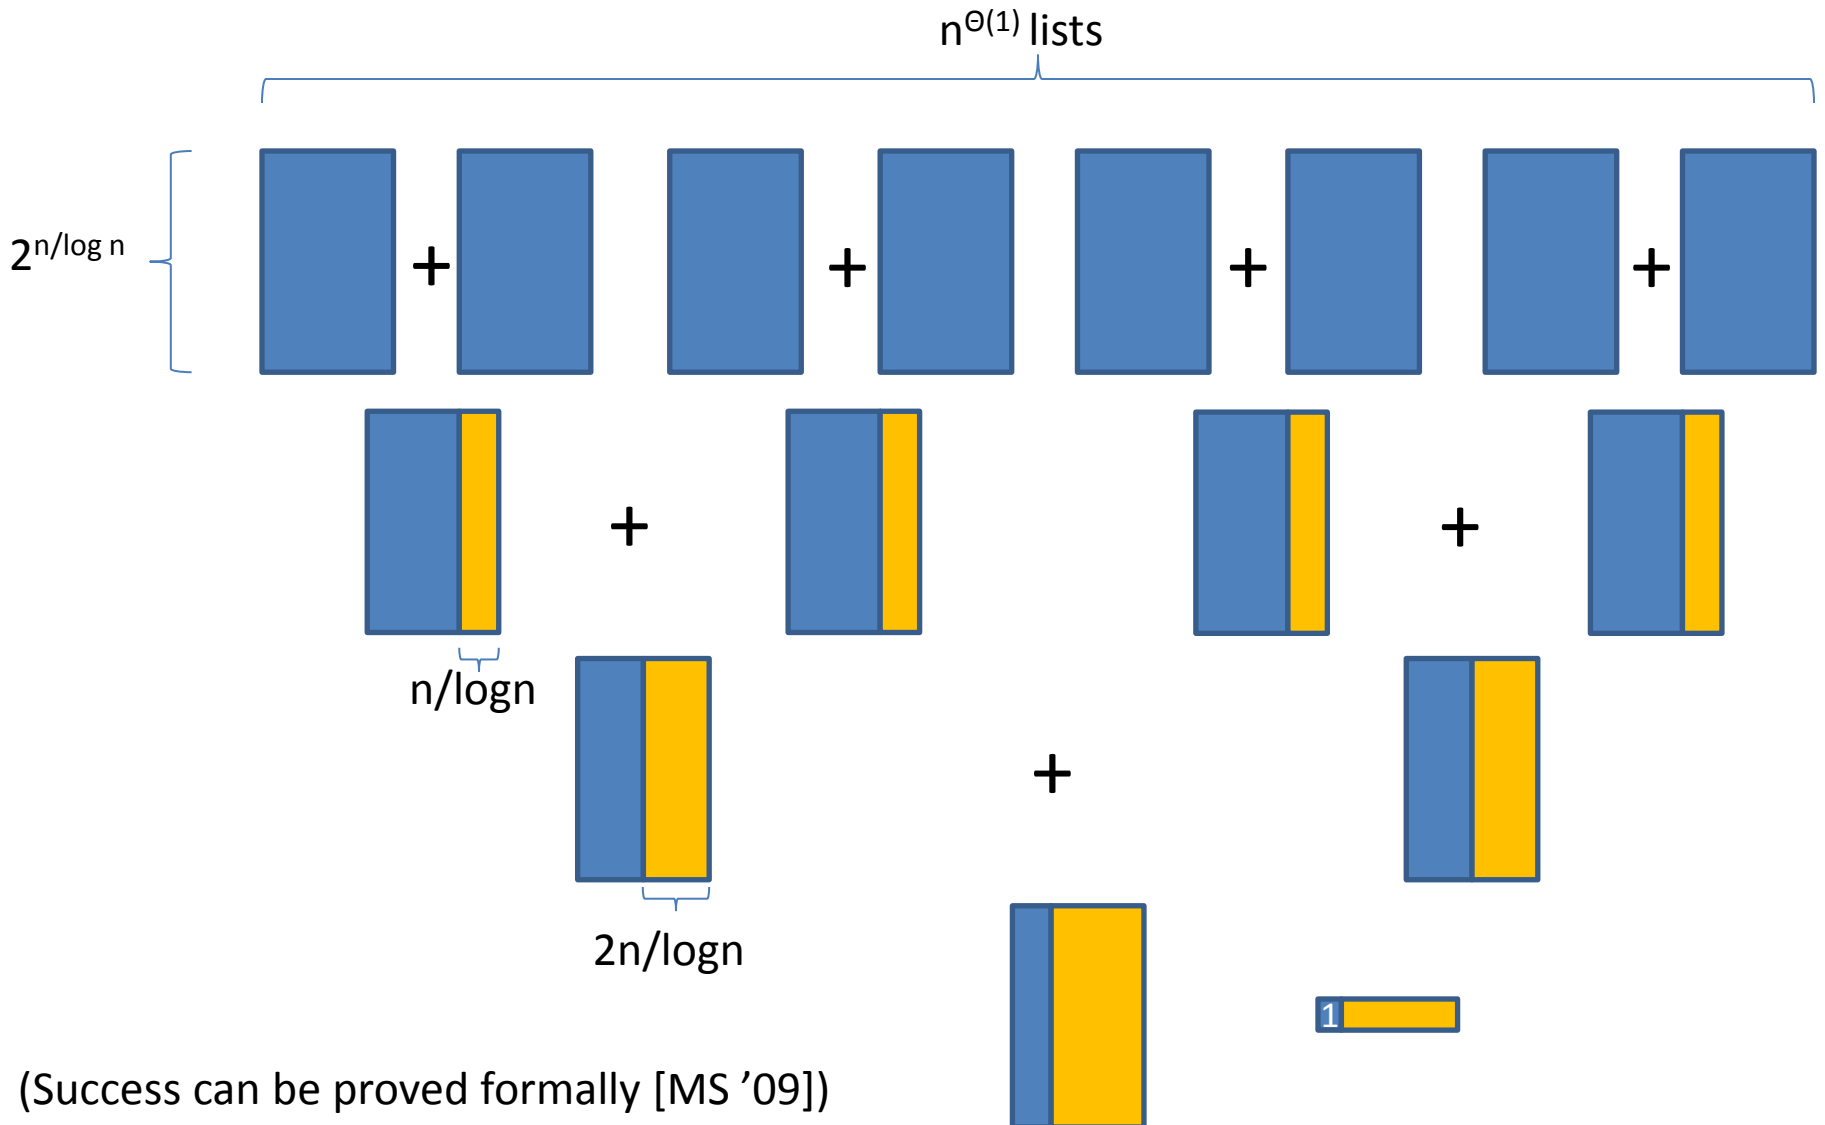 n^Θ(1) lists
2^n/log n
+ + + +
+ +
n/logn
+
2n/logn
1
(Success can be proved formally [MS ’09])